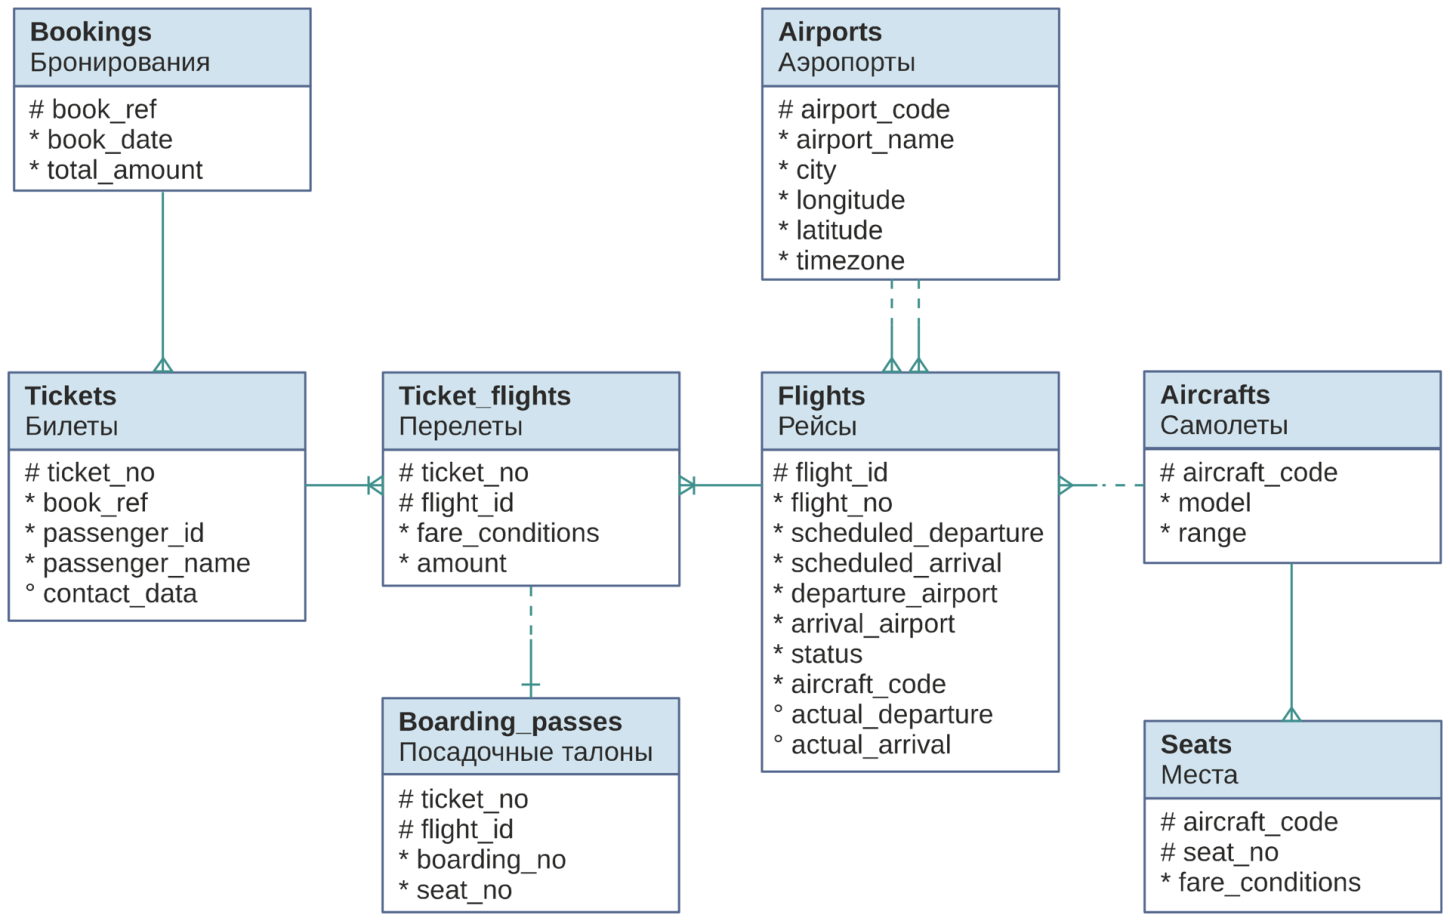 Bookings
Бронирования
# book_ref
* book_date
* total_amount
Airports
Аэропорты
# airport_code
* airport_name
* city
* longitude
* latitude
* timezone
Tickets
Билеты
# ticket_no
* book_ref
* passenger_id
* passenger_name
° contact_data
Ticket_flights
Перелеты
# ticket_no
# flight_id
* fare_conditions
* amount
Flights
Рейсы
# flight_id
* flight_no
* scheduled_departure
* scheduled_arrival
* departure_airport
* arrival_airport
* status
* aircraft_code
° actual_departure
° actual_arrival
Aircrafts
Самолеты
# aircraft_code
* model
* range
Boarding_passes
Посадочные талоны
# ticket_no
# flight_id
* boarding_no
* seat_no
Seats
Места
# aircraft_code
# seat_no
* fare_conditions